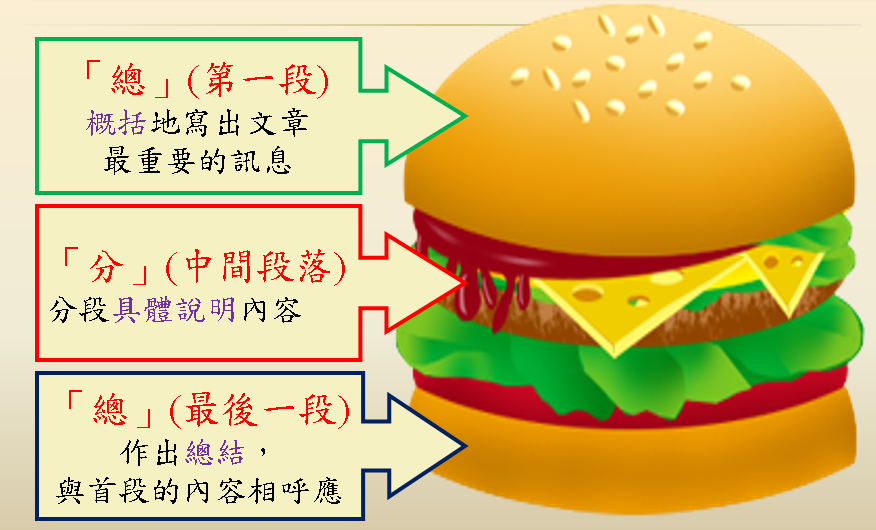 「總」(第一段)
概括地寫出文章
最重要的訊息
「分」(中間段落)
分段具體說明內容
「總」(最後一段)
作出總結，
與首段的內容相呼應